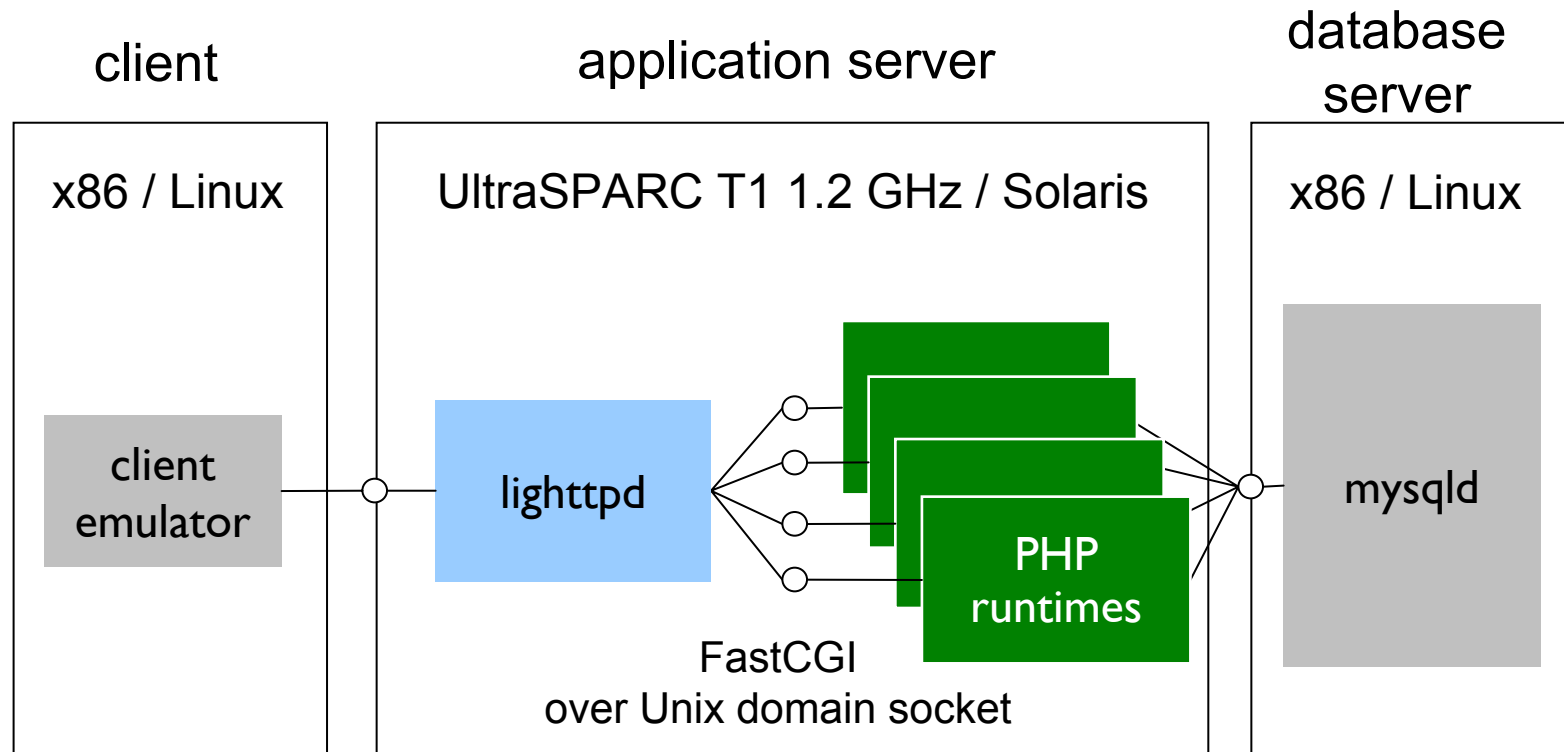 client
application server
database
server
x86 / Linux
UltraSPARC T1 1.2 GHz / Solaris
x86 / Linux
client
emulator
lighttpd
PHP
runtimes
mysqld
FastCGI
over Unix domain socket